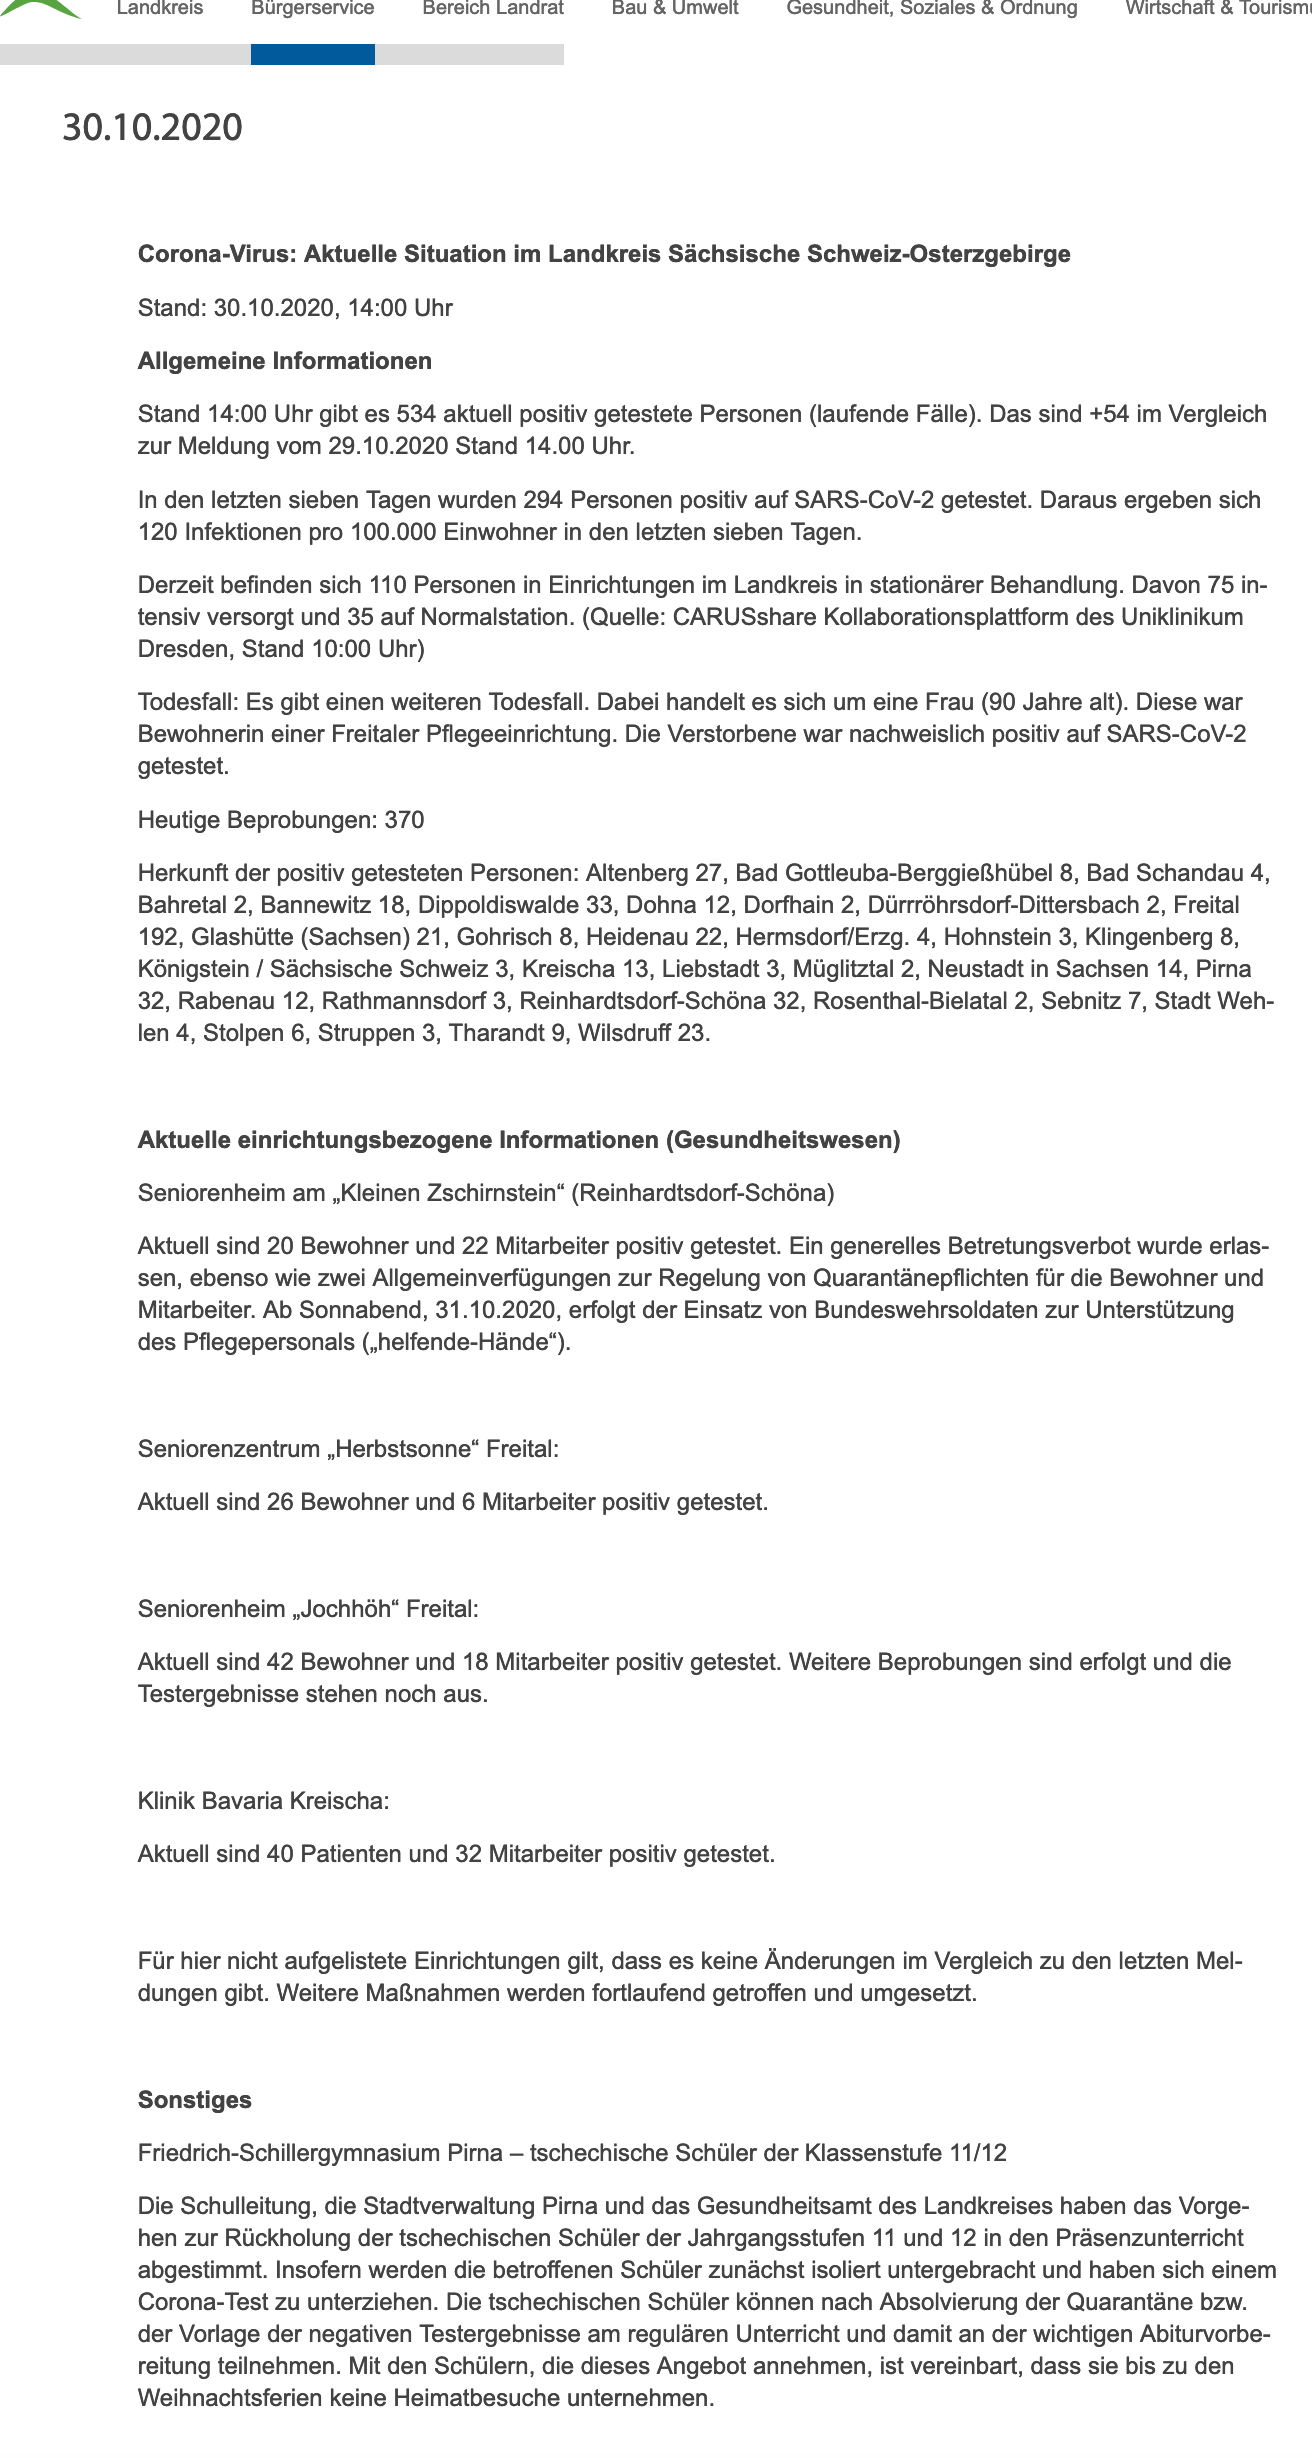 Landkreis Bürgerservice Bereich Landrat Bau & Umwelt Gesundheit, Soziales & Ordnung Wirtschaft & Tourismu
30.10.2020
Corona-Virus: Aktuelle Situation im Landkreis Sächsische Schweiz-Osterzgebirge
Stand: 30.10.2020, 14:00 Uhr
Allgemeine Informationen
Stand 14:00 Uhr gibt es 534 aktuell positiv getestete Personen (laufende Fälle). Das sind +54 im Vergleich
zur Meldung vom 29.10.2020 Stand 14.00 Uhr.
In den letzten sieben Tagen wurden 294 Personen positiv auf SARS-CoV-2 getestet. Daraus ergeben sich
120 Infektionen pro 100.000 Einwohner in den letzten sieben Tagen.
Derzeit befinden sich 110 Personen in Einrichtungen im Landkreis in stationärer Behandlung. Davon 75 in-
tensiv versorgt und 35 auf Normalstation. (Quelle: CARUSshare Kollaborationsplattform des Uniklinikum
Dresden, Stand 10:00 Uhr)
Todesfall: Es gibt einen weiteren Todesfall. Dabei handelt es sich um eine Frau (90 Jahre alt). Diese war
Bewohnerin einer Freitaler Pflegeeinrichtung. Die Verstorbene war nachweislich positiv auf SARS-CoV-2
getestet.
Heutige Beprobungen: 370
Herkunft der positiv getesteten Personen: Altenberg 27, Bad Gottleuba-Berggießhübel 8, Bad Schandau 4,
Bahretal 2, Bannewitz 18, Dippoldiswalde 33, Dohna 12, Dorfhain 2, Dürrröhrsdorf-Dittersbach 2, Freital
192, Glashütte (Sachsen) 21, Gohrisch 8, Heidenau 22, Hermsdorf/Erzg. 4, Hohnstein 3, Klingenberg 8,
Königstein / Sächsische Schweiz 3, Kreischa 13, Liebstadt 3, Müglitztal 2, Neustadt in Sachsen 14, Pirna
32, Rabenau 12, Rathmannsdorf 3, Reinhardtsdorf-Schöna 32, Rosenthal-Bielatal 2, Sebnitz 7, Stadt Weh-
len 4, Stolpen 6, Struppen 3, Tharandt 9, Wilsdruff 23.
Aktuelle einrichtungsbezogene Informationen (Gesundheitswesen)
Seniorenheim am „Kleinen Zschirnstein“ (Reinhardtsdorf-Schöna)
Aktuell sind 20 Bewohner und 22 Mitarbeiter positiv getestet. Ein generelles Betretungsverbot wurde erlas-
sen, ebenso wie zwei Allgemeinverfügungen zur Regelung von Quarantänepflichten für die Bewohner und
Mitarbeiter. Ab Sonnabend, 31.10.2020, erfolgt der Einsatz von Bundeswehrsoldaten zur Unterstützung
des Pflegepersonals („helfende-Hände“).
Seniorenzentrum „Herbstsonne“ Freital:
Aktuell sind 26 Bewohner und 6 Mitarbeiter positiv getestet.
Seniorenheim „Jochhöh“ Freital:
Aktuell sind 42 Bewohner und 18 Mitarbeiter positiv getestet. Weitere Beprobungen sind erfolgt und die
Testergebnisse stehen noch aus.
Klinik Bavaria Kreischa:
Aktuell sind 40 Patienten und 32 Mitarbeiter positiv getestet.
Für hier nicht aufgelistete Einrichtungen gilt, dass es keine Änderungen im Vergleich zu den letzten Mel-
dungen gibt. Weitere Maßnahmen werden fortlaufend getroffen und umgesetzt.
Sonstiges
Friedrich-Schillergymnasium Pirna – tschechische Schüler der Klassenstufe 11/12
Die Schulleitung, die Stadtverwaltung Pirna und das Gesundheitsamt des Landkreises haben das Vorge-
hen zur Rückholung der tschechischen Schüler der Jahrgangsstufen 11 und 12 in den Präsenzunterricht
abgestimmt. Insofern werden die betroffenen Schüler zunächst isoliert untergebracht und haben sich einem
Corona-Test zu unterziehen. Die tschechischen Schüler können nach Absolvierung der Quarantäne bzw.
der Vorlage der negativen Testergebnisse am regulären Unterricht und damit an der wichtigen Abiturvorbe-
reitung teilnehmen. Mit den Schülern, die dieses Angebot annehmen, ist vereinbart, dass sie bis zu den
Weihnachtsferien keine Heimatbesuche unternehmen.